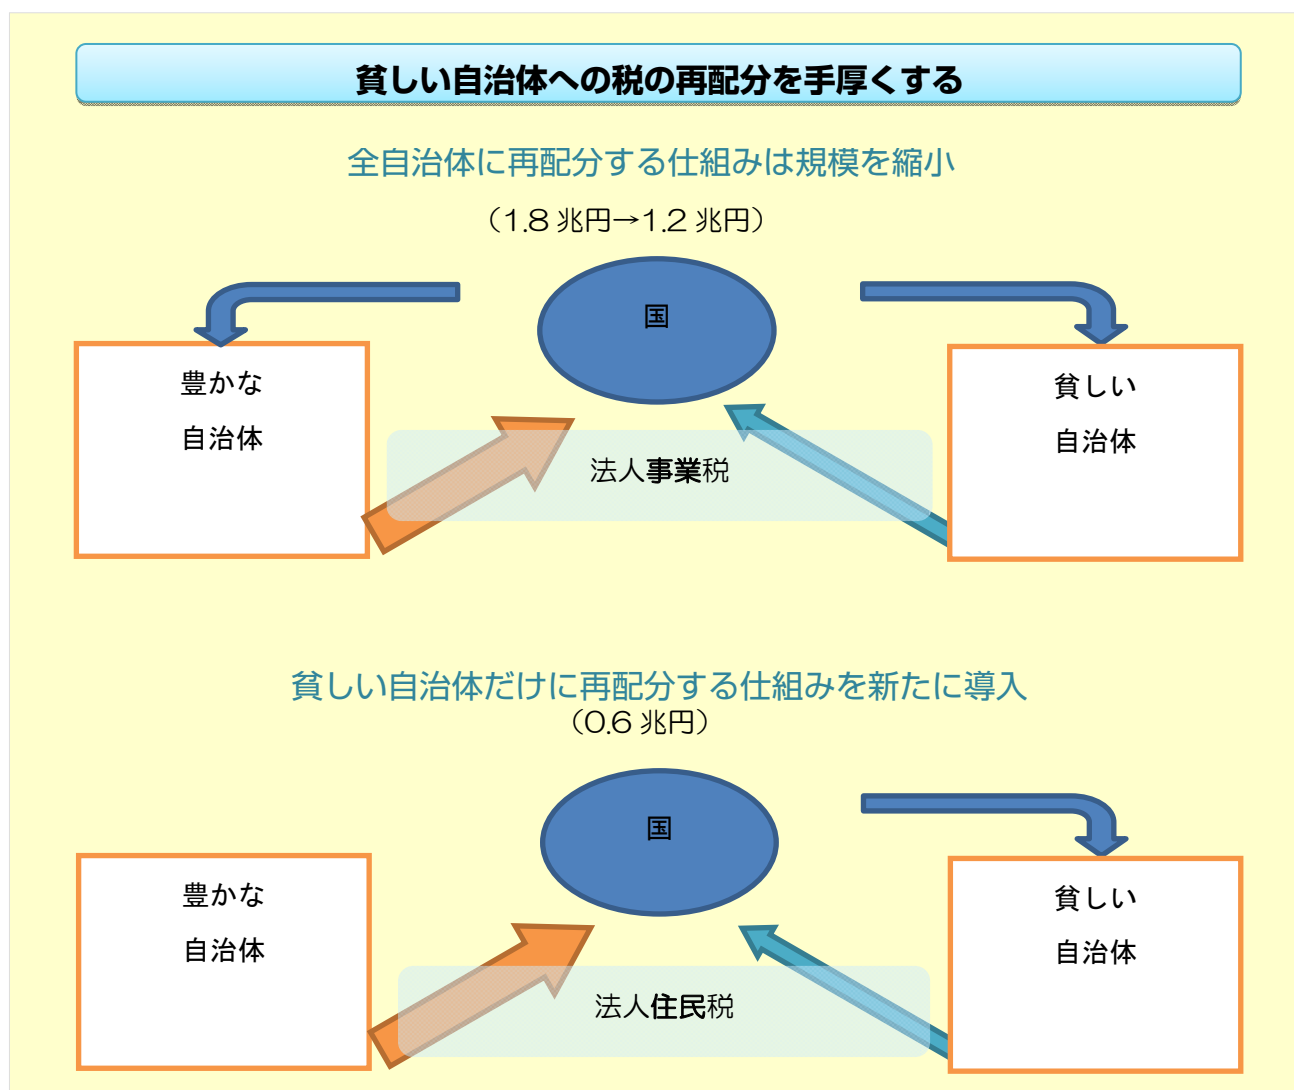 貧しい自治体への税の再配分を手厚くする
全自治体に再配分する仕組みは規模を縮小
（1.8 兆円→1.2 兆円）
国
豊かな
自治体
貧しい
自治体
法人事業税
貧しい自治体だけに再配分する仕組みを新たに導入
（0.6 兆円）
国
豊かな
自治体
貧しい
自治体
法人住民税